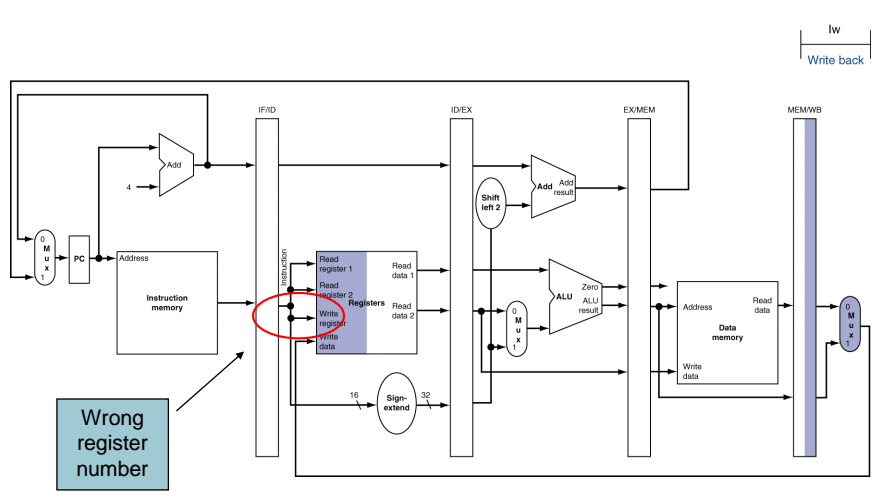 lw
Write back
IF/ID
ID/EX
EX/MEM
MEM/WB
Add
4
Add
Add
result
Shift
left 2
0
M
u
x
1
PC
Address
Instruction
memory
Instruction
Read
register 1
Read
register 2
Registers
Write
register
Write
data
Read
data 1
Read
data 2
Zero
ALU
ALU
result
0
M
u
x
1
Address
Read
data
Data
memory
Write
data
0
M
u
x
1
16
Sign-
extend
32
Wrong
register
number